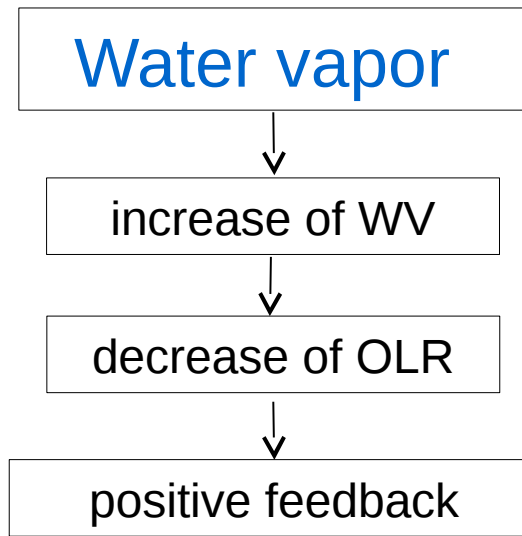 Water vapor
increase of WV
decrease of OLR
positive feedback